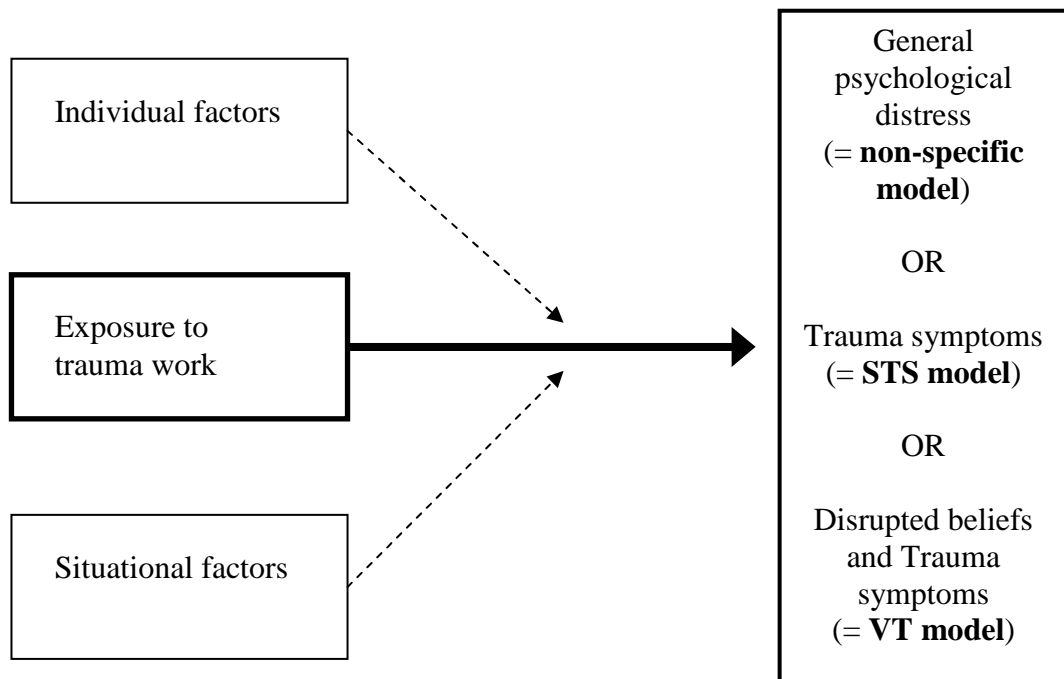 Individual factors
Exposure to
trauma work
Situational factors
General
psychological
distress
(= non-specific
model)
OR
Trauma symptoms
(= STS model)
OR
Disrupted beliefs
and Trauma
symptoms
(= VT model)